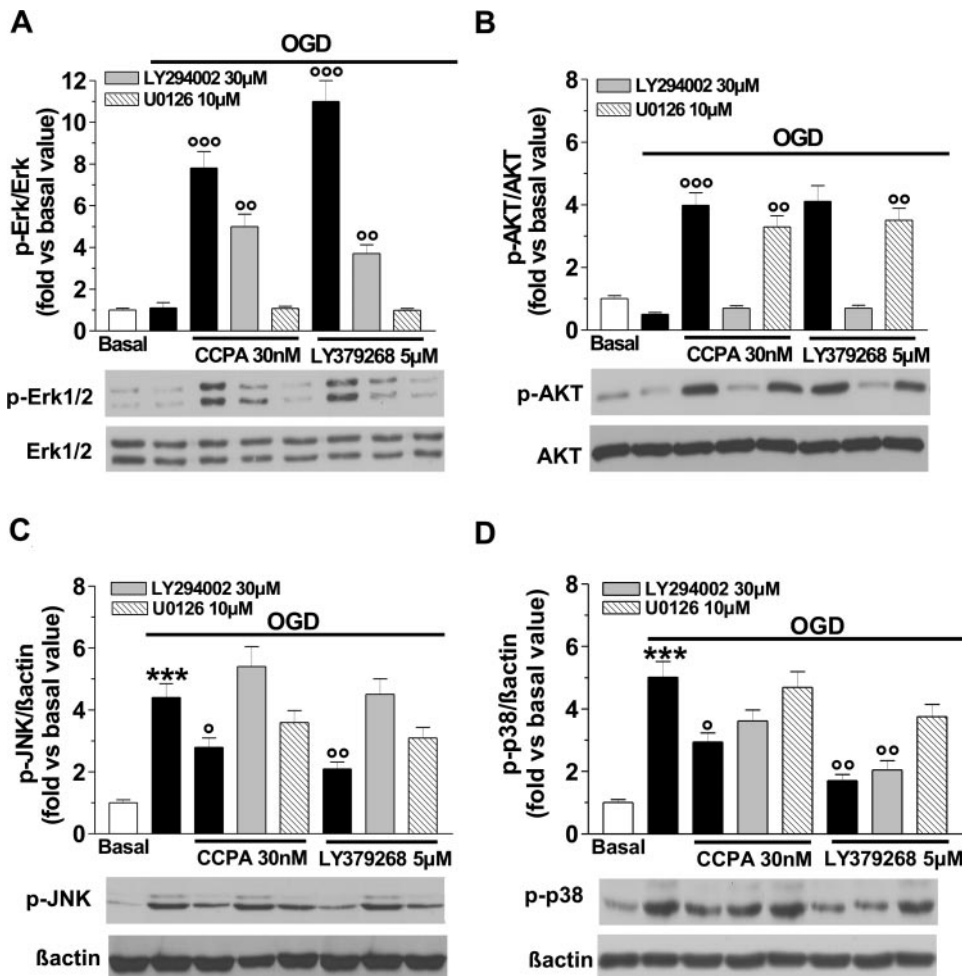 A
OGD
LY294002 30µM
U0126 10µM
p-Erk/Erk
(fold vs basal value)
12
10
8
6
4
2
0
°°°
°°
°°°
°°
Basal
CCPA 30nM
LY379268 5µM
p-Erk1/2
Erk1/2
B
LY294002 30µM
U0126 10µM
OGD
p-AKT/AKT
(fold vs basal value)
8
6
4
2
0
°°°
°°
°°
Basal
CCPA 30nM
LY379268 5µM
p-AKT
AKT
C
LY294002 30µM
U0126 10µM
OGD
p-JNK/ßactin
(fold vs basal value)
8
6
4
2
0
***
°
°°
Basal
CCPA 30nM
LY379268 5µM
p-JNK
ßactin
D
LY294002 30µM
U0126 10µM
OGD
p-p38/ßactin
(fold vs basal value)
8
6
4
2
0
***
°
°°
°°
Basal
CCPA 30nM
LY379268 5µM
p-p38
ßactin